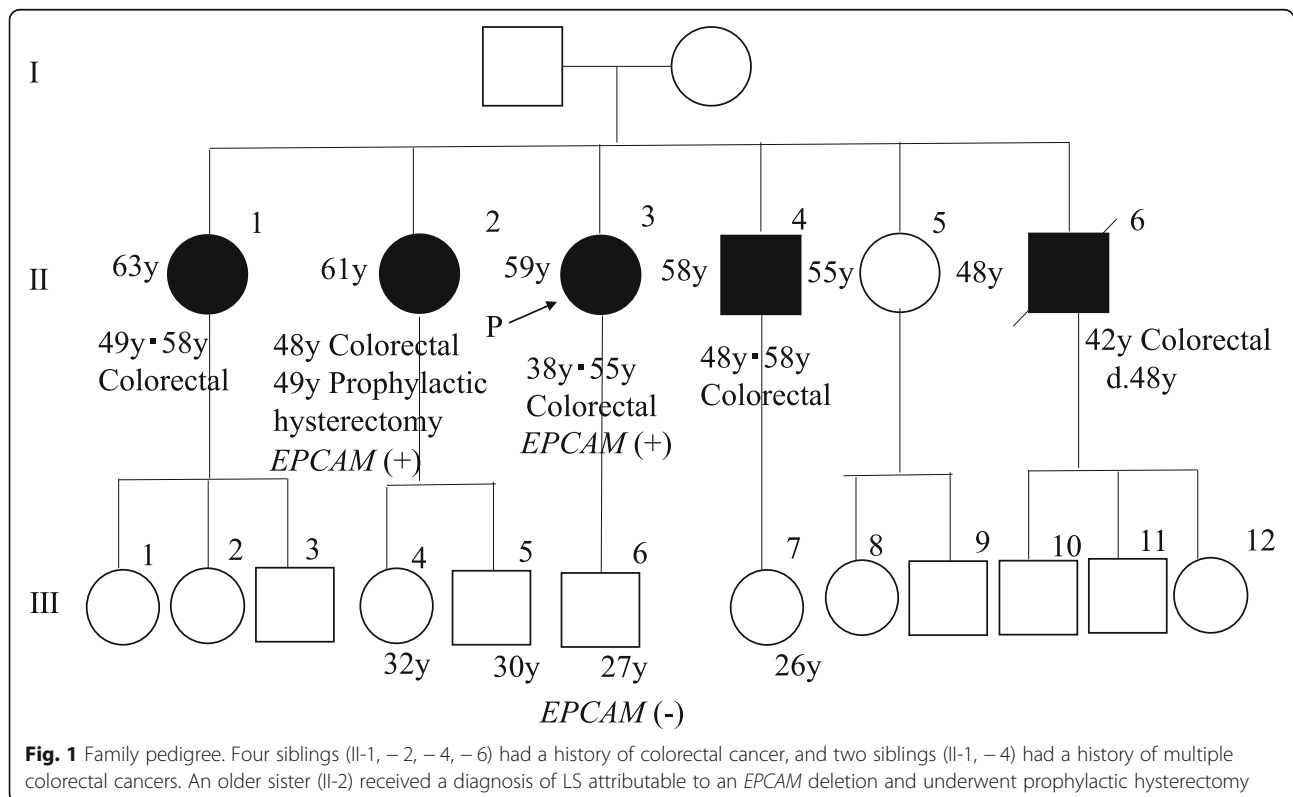 I
1 2 3 4 5 6
II 63y 61y 59y 58y 55y 48y
P
49y・58y
Colorectal
48y Colorectal
49y Prophylactic
hysterectomy
EPCAM (+)
38y・55y
Colorectal
EPCAM (+)
48y・58y
Colorectal
42y Colorectal
d.48y
1 2 3 4 5 6 7 8 9 10 11 12
III
32y 30y 27y 26y
EPCAM (-)
Fig. 1 Family pedigree. Four siblings (II-1, − 2, − 4, − 6) had a history of colorectal cancer, and two siblings (II-1, − 4) had a history of multiple
colorectal cancers. An older sister (II-2) received a diagnosis of LS attributable to an EPCAM deletion and underwent prophylactic hysterectomy